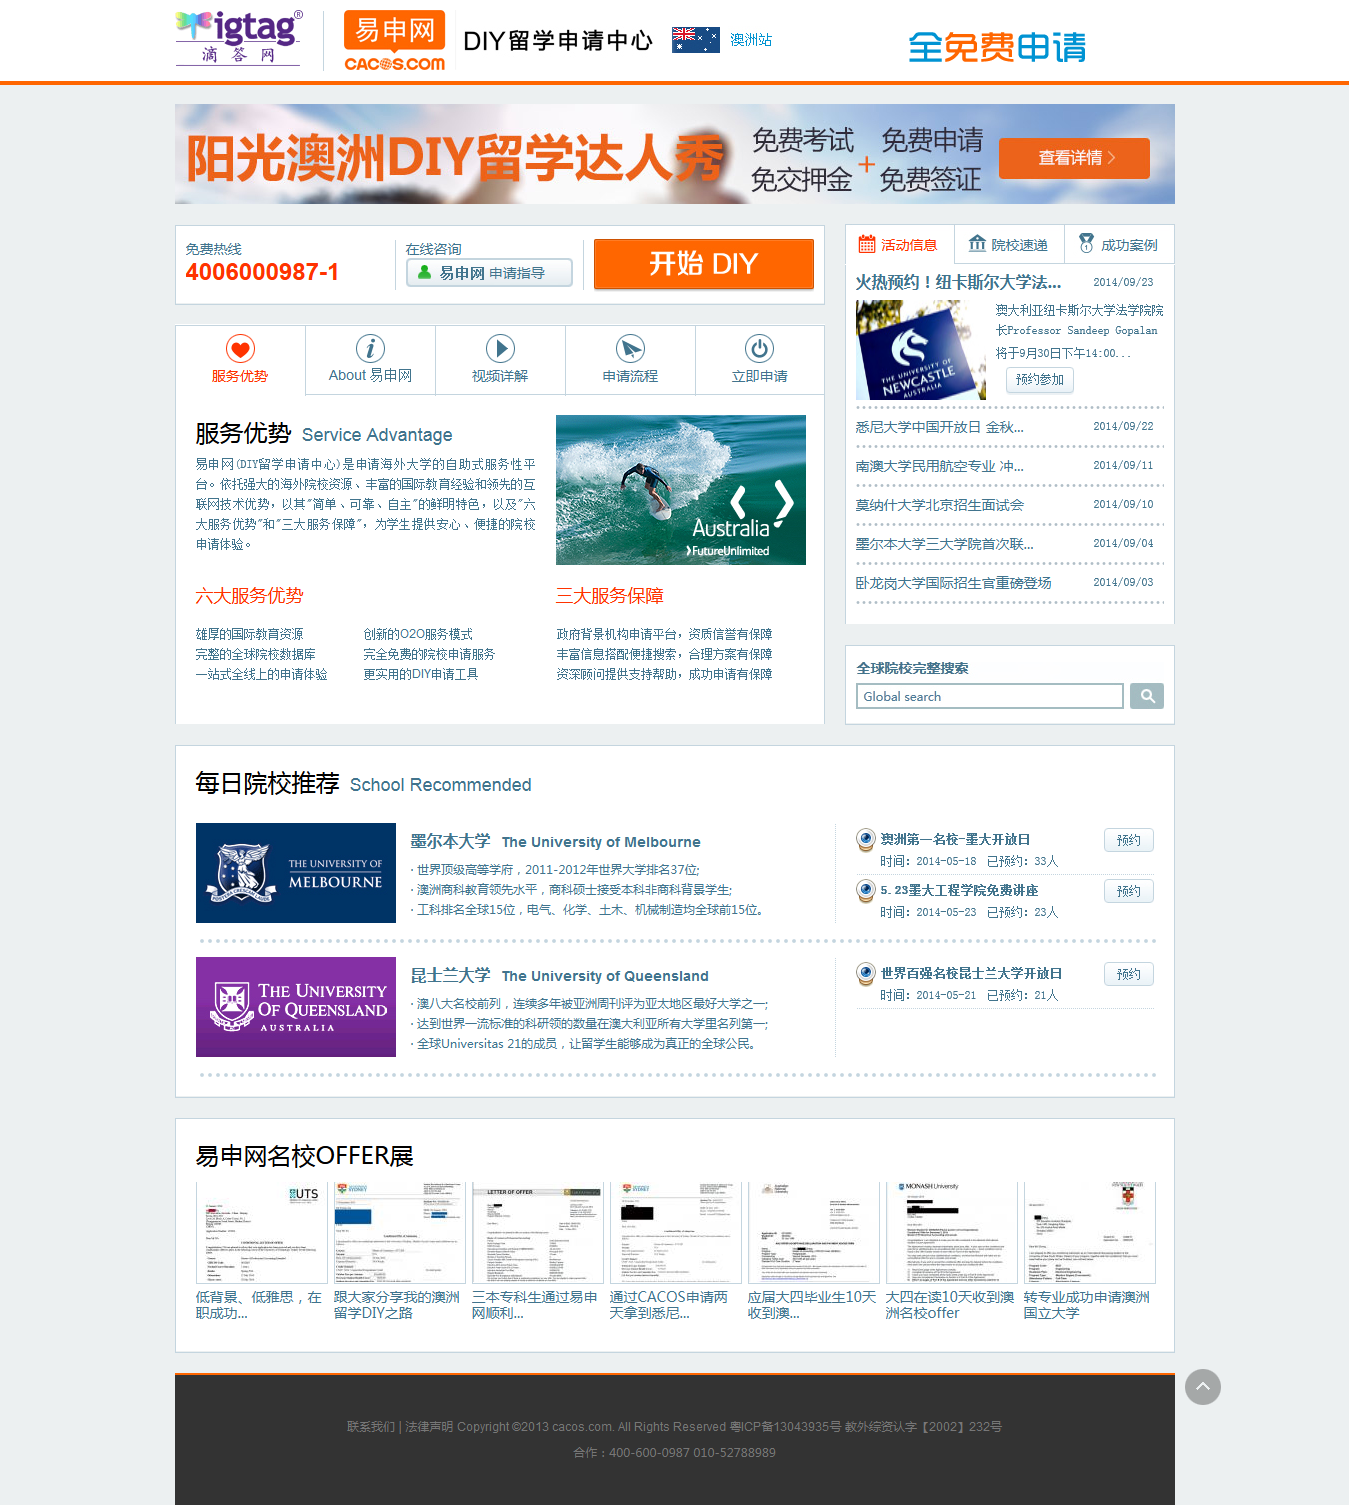 igtag®
滴答网
易申网
CACOS.COM
DIY留学申请中心
澳洲站
全免费申请
阳光澳洲DIY留学达人秀
免费考试 + 免费申请
免交押金 免费签证
查看详情
免费热线
4006000987-1
在线咨询
易申网 申请指导
开始 DIY
活动信息
院校速递
成功案例
火热预约！纽卡斯尔大学法... 2014/09/23
THE UNIVERSITY OF
NEWCASTLE
AUSTRALIA
澳大利亚纽卡斯尔大学法学院院
长Professor Sandeep Gopalan
将于9月30日下午14:00...
预约参加
悉尼大学中国开放日 金秋... 2014/09/22
南澳大学民用航空专业 冲... 2014/09/11
莫纳什大学北京招生面试会 2014/09/10
墨尔本大学三大学院首次联... 2014/09/04
卧龙岗大学国际招生官重磅登场 2014/09/03
服务优势
About 易申网
视频详解
申请流程
立即申请
服务优势 Service Advantage
易申网(DIY留学申请中心)是申请海外大学的自助式服务性平
台。依托强大的海外院校资源、丰富的国际教育经验和领先的互
联网技术优势，以其"简单、可靠、自主"的鲜明特色，以及"六
大服务优势"和"三大服务保障"，为学生提供安心、便捷的院校
申请体验。
Australia
FutureUnlimited
六大服务优势
雄厚的国际教育资源 创新的O2O服务模式
完整的全球院校数据库 完全免费的院校申请服务
一站式全线上的申请体验 更实用的DIY申请工具
三大服务保障
政府背景机构申请平台，资质信誉有保障
丰富信息搭配便捷搜索，合理方案有保障
资深顾问提供支持帮助，成功申请有保障
全球院校完整搜索
Global search
每日院校推荐 School Recommended
THE UNIVERSITY OF
MELBOURNE
墨尔本大学 The University of Melbourne
· 世界顶级高等学府，2011-2012年世界大学排名37位;
· 澳洲商科教育领先水平，商科硕士接受本科非商科背景学生;
· 工科排名全球15位，电气、化学、土木、机械制造均全球前15位。
澳洲第一名校-墨大开放日
时间：2014-05-18 已预约：33人
预约
5.23墨大工程学院免费讲座
时间：2014-05-23 已预约：23人
预约
THE UNIVERSITY
OF QUEENSLAND
AUSTRALIA
昆士兰大学 The University of Queensland
· 澳八大名校前列，连续多年被亚洲周刊评为亚太地区最好大学之一;
· 达到世界一流标准的科研领的数量在澳大利亚所有大学里名列第一;
· 全球Universitas 21的成员，让留学生能够成为真正的全球公民。
世界百强名校昆士兰大学开放日
时间：2014-05-21 已预约：21人
预约
易申网名校OFFER展
UTS
SYDNEY
LETTER OF OFFER
SYDNEY
MONASH University
低背景、低雅思，在
职成功...
跟大家分享我的澳洲
留学DIY之路
三本专科生通过易申
网顺利...
通过CACOS申请两
天拿到悉尼...
应届大四毕业生10天
收到澳...
大四在读10天收到澳
洲名校offer
转专业成功申请澳洲
国立大学
联系我们 | 法律声明 Copyright ©2013 cacos.com. All Rights Reserved 粤ICP备13043935号 教外综资认字【2002】232号
合作：400-600-0987 010-52788989